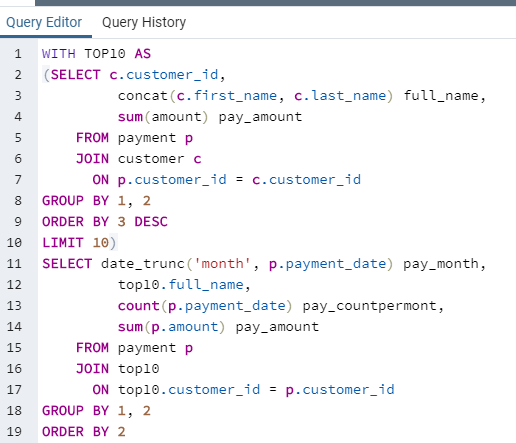 Query Editor Query History
1 WITH TOP10 AS
2 (SELECT c.customer_id,
3 concat(c.first_name, c.last_name) full_name,
4 sum(amount) pay_amount
5 FROM payment p
6 JOIN customer c
7 ON p.customer_id = c.customer_id
8 GROUP BY 1, 2
9 ORDER BY 3 DESC
10 LIMIT 10)
11 SELECT date_trunc('month', p.payment_date) pay_month,
12 top10.full_name,
13 count(p.payment_date) pay_countpermont,
14 sum(p.amount) pay_amount
15 FROM payment p
16 JOIN top10
17 ON top10.customer_id = p.customer_id
18 GROUP BY 1, 2
19 ORDER BY 2